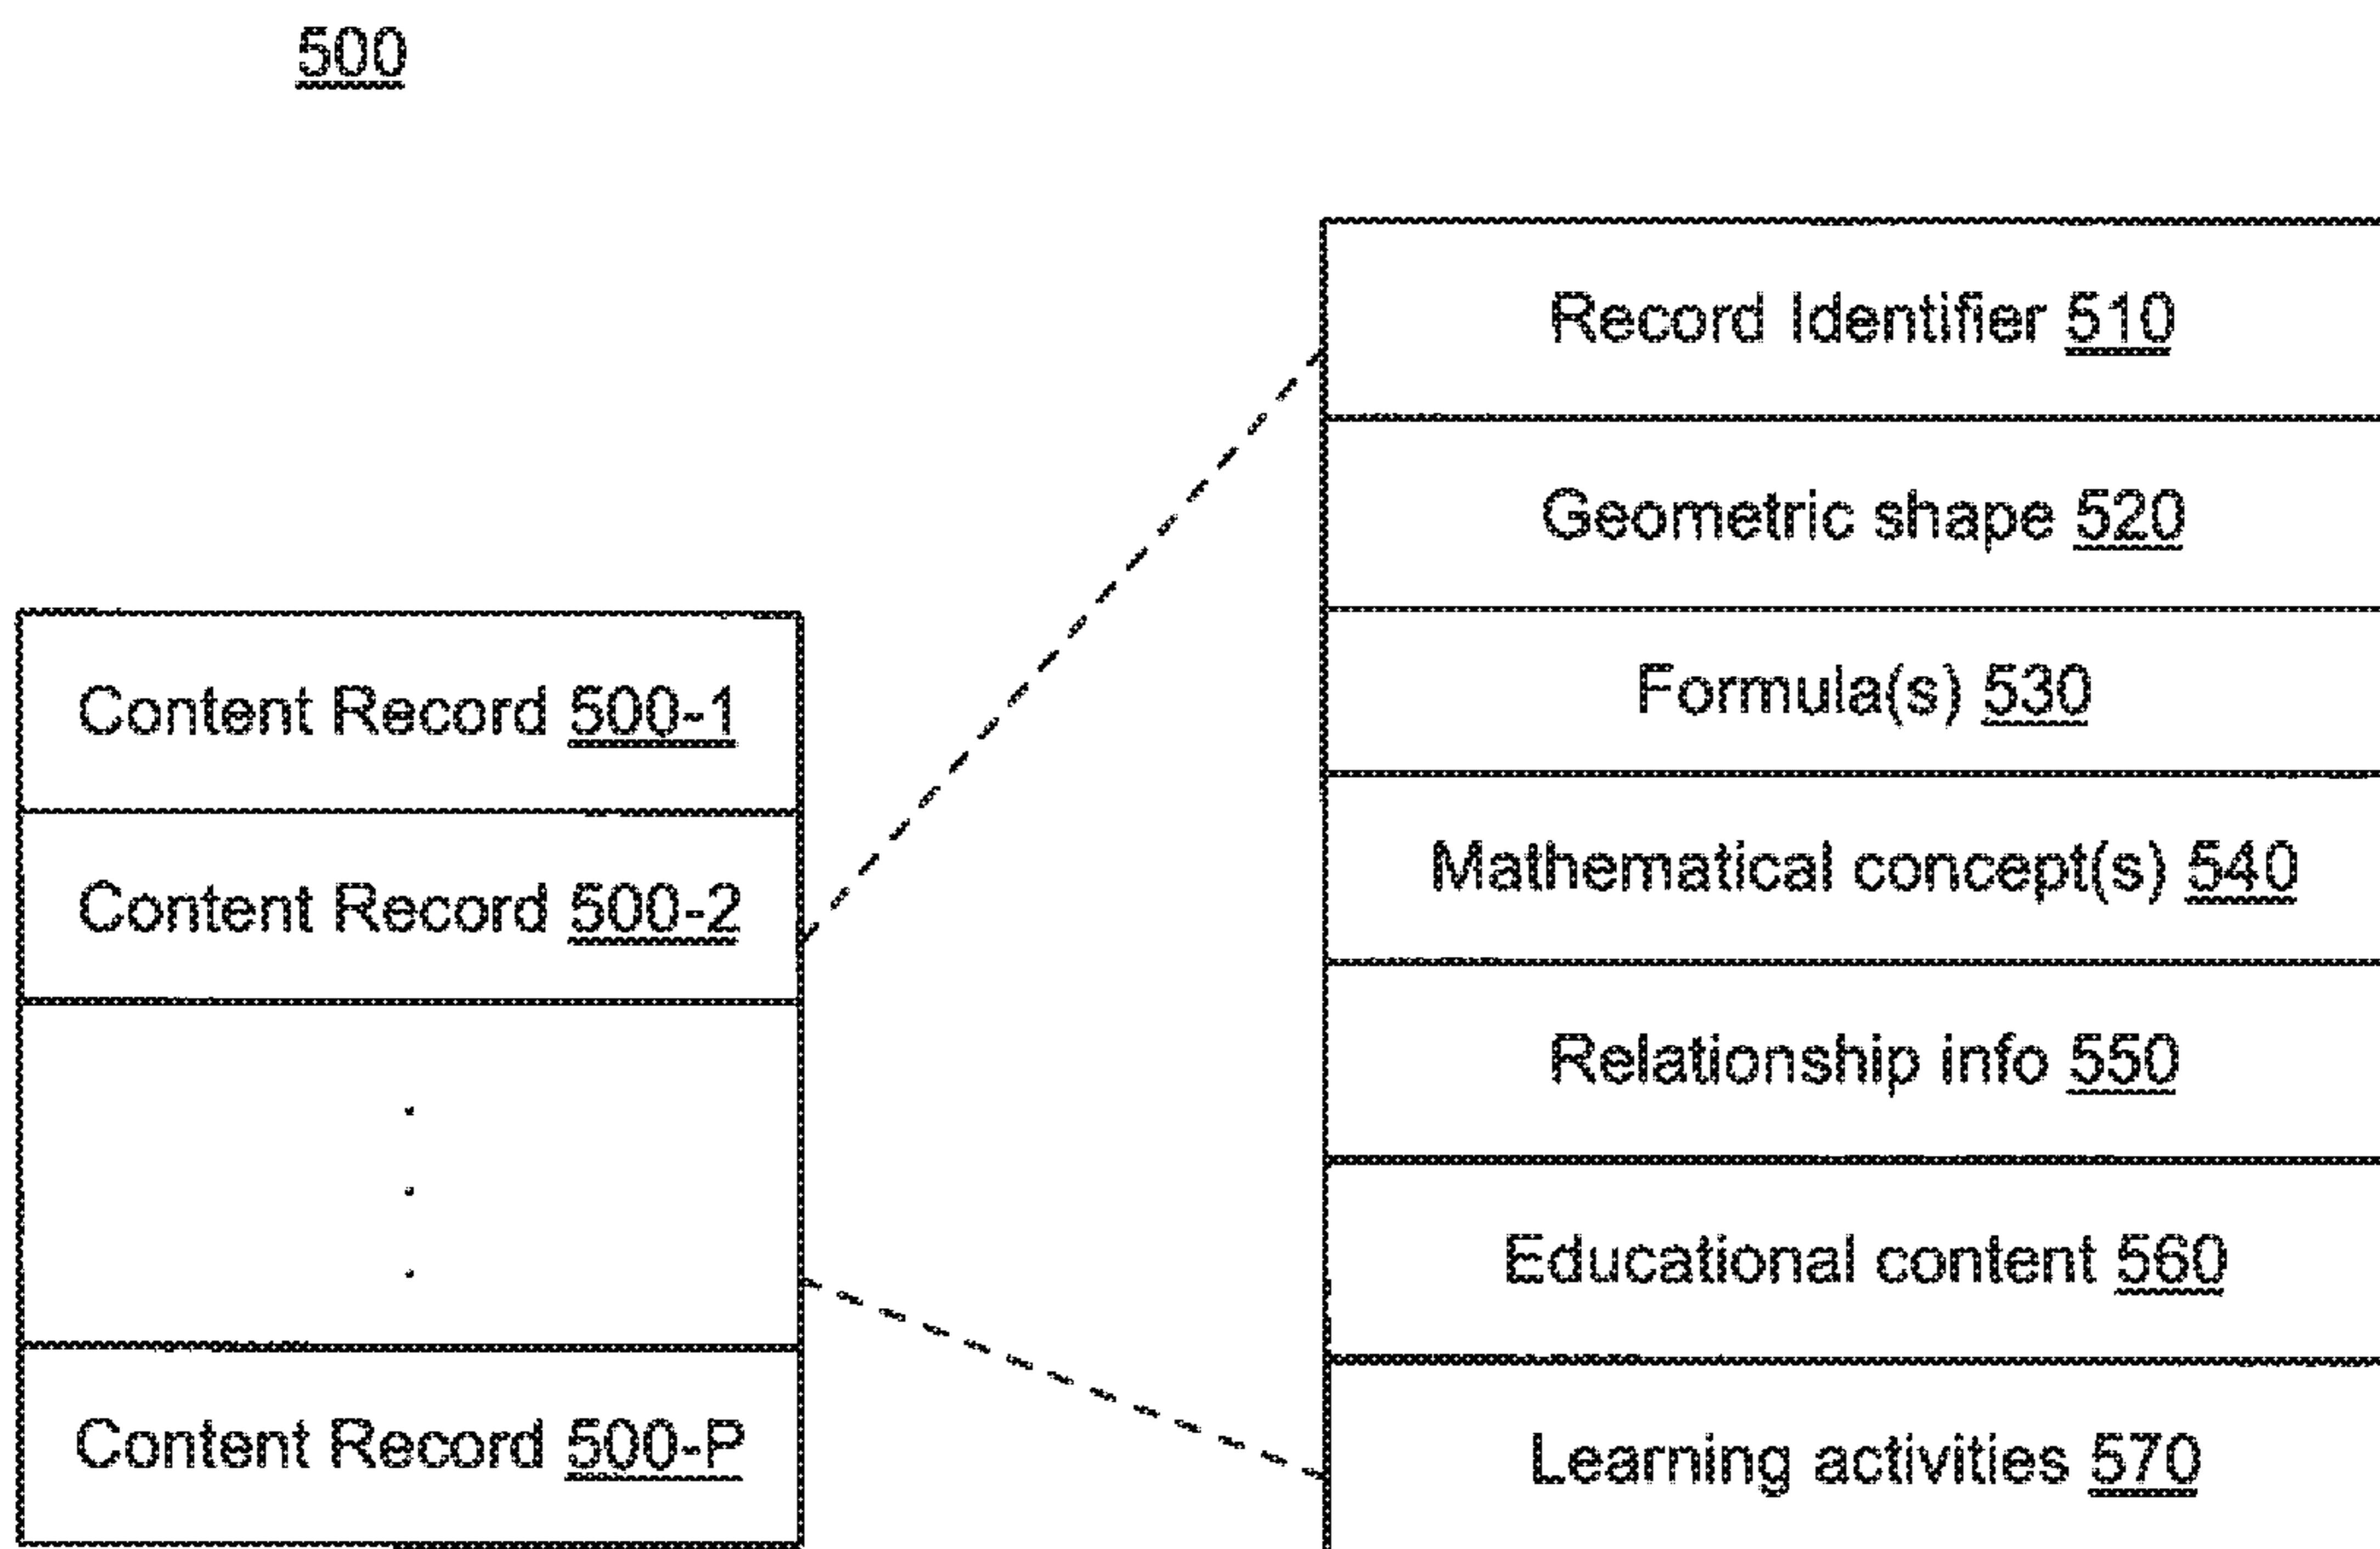 500
Content Record 500-1
Content Record 500-2
Content Record 500-P
Record Identifier 510
Geometric shape 520
Formula(s) 530
Mathematical concept(s) 540
Relationship info 550
Educational content 560
Learning activities 570